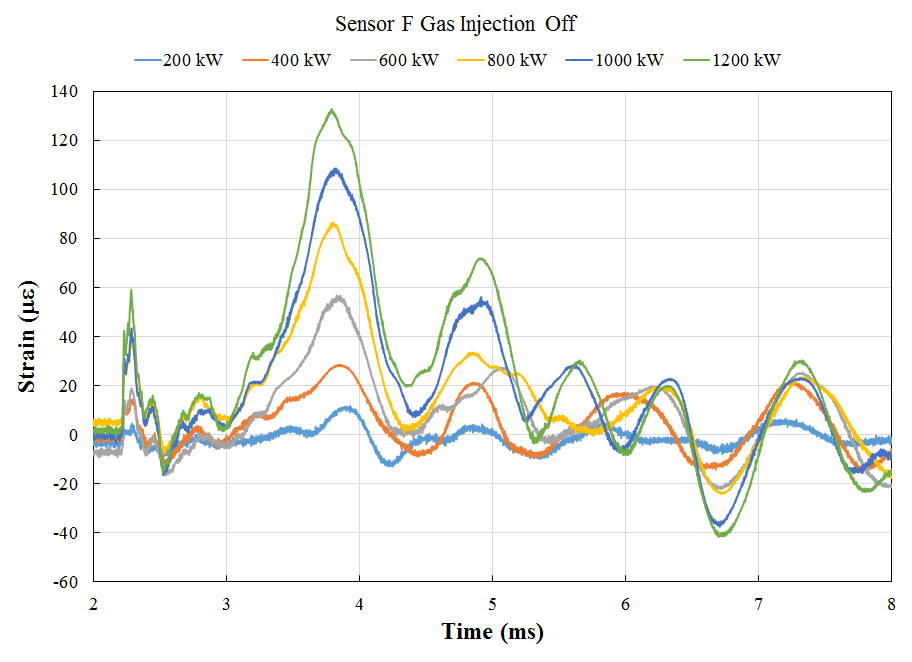 Sensor F Gas Injection Off
200 kW 400 kW 600 kW 800 kW 1000 kW 1200 kW
140
120
100
80
60
40
20
0
-20
-40
-60
Strain (με)
2 3 4 5 6 7 8
Time (ms)